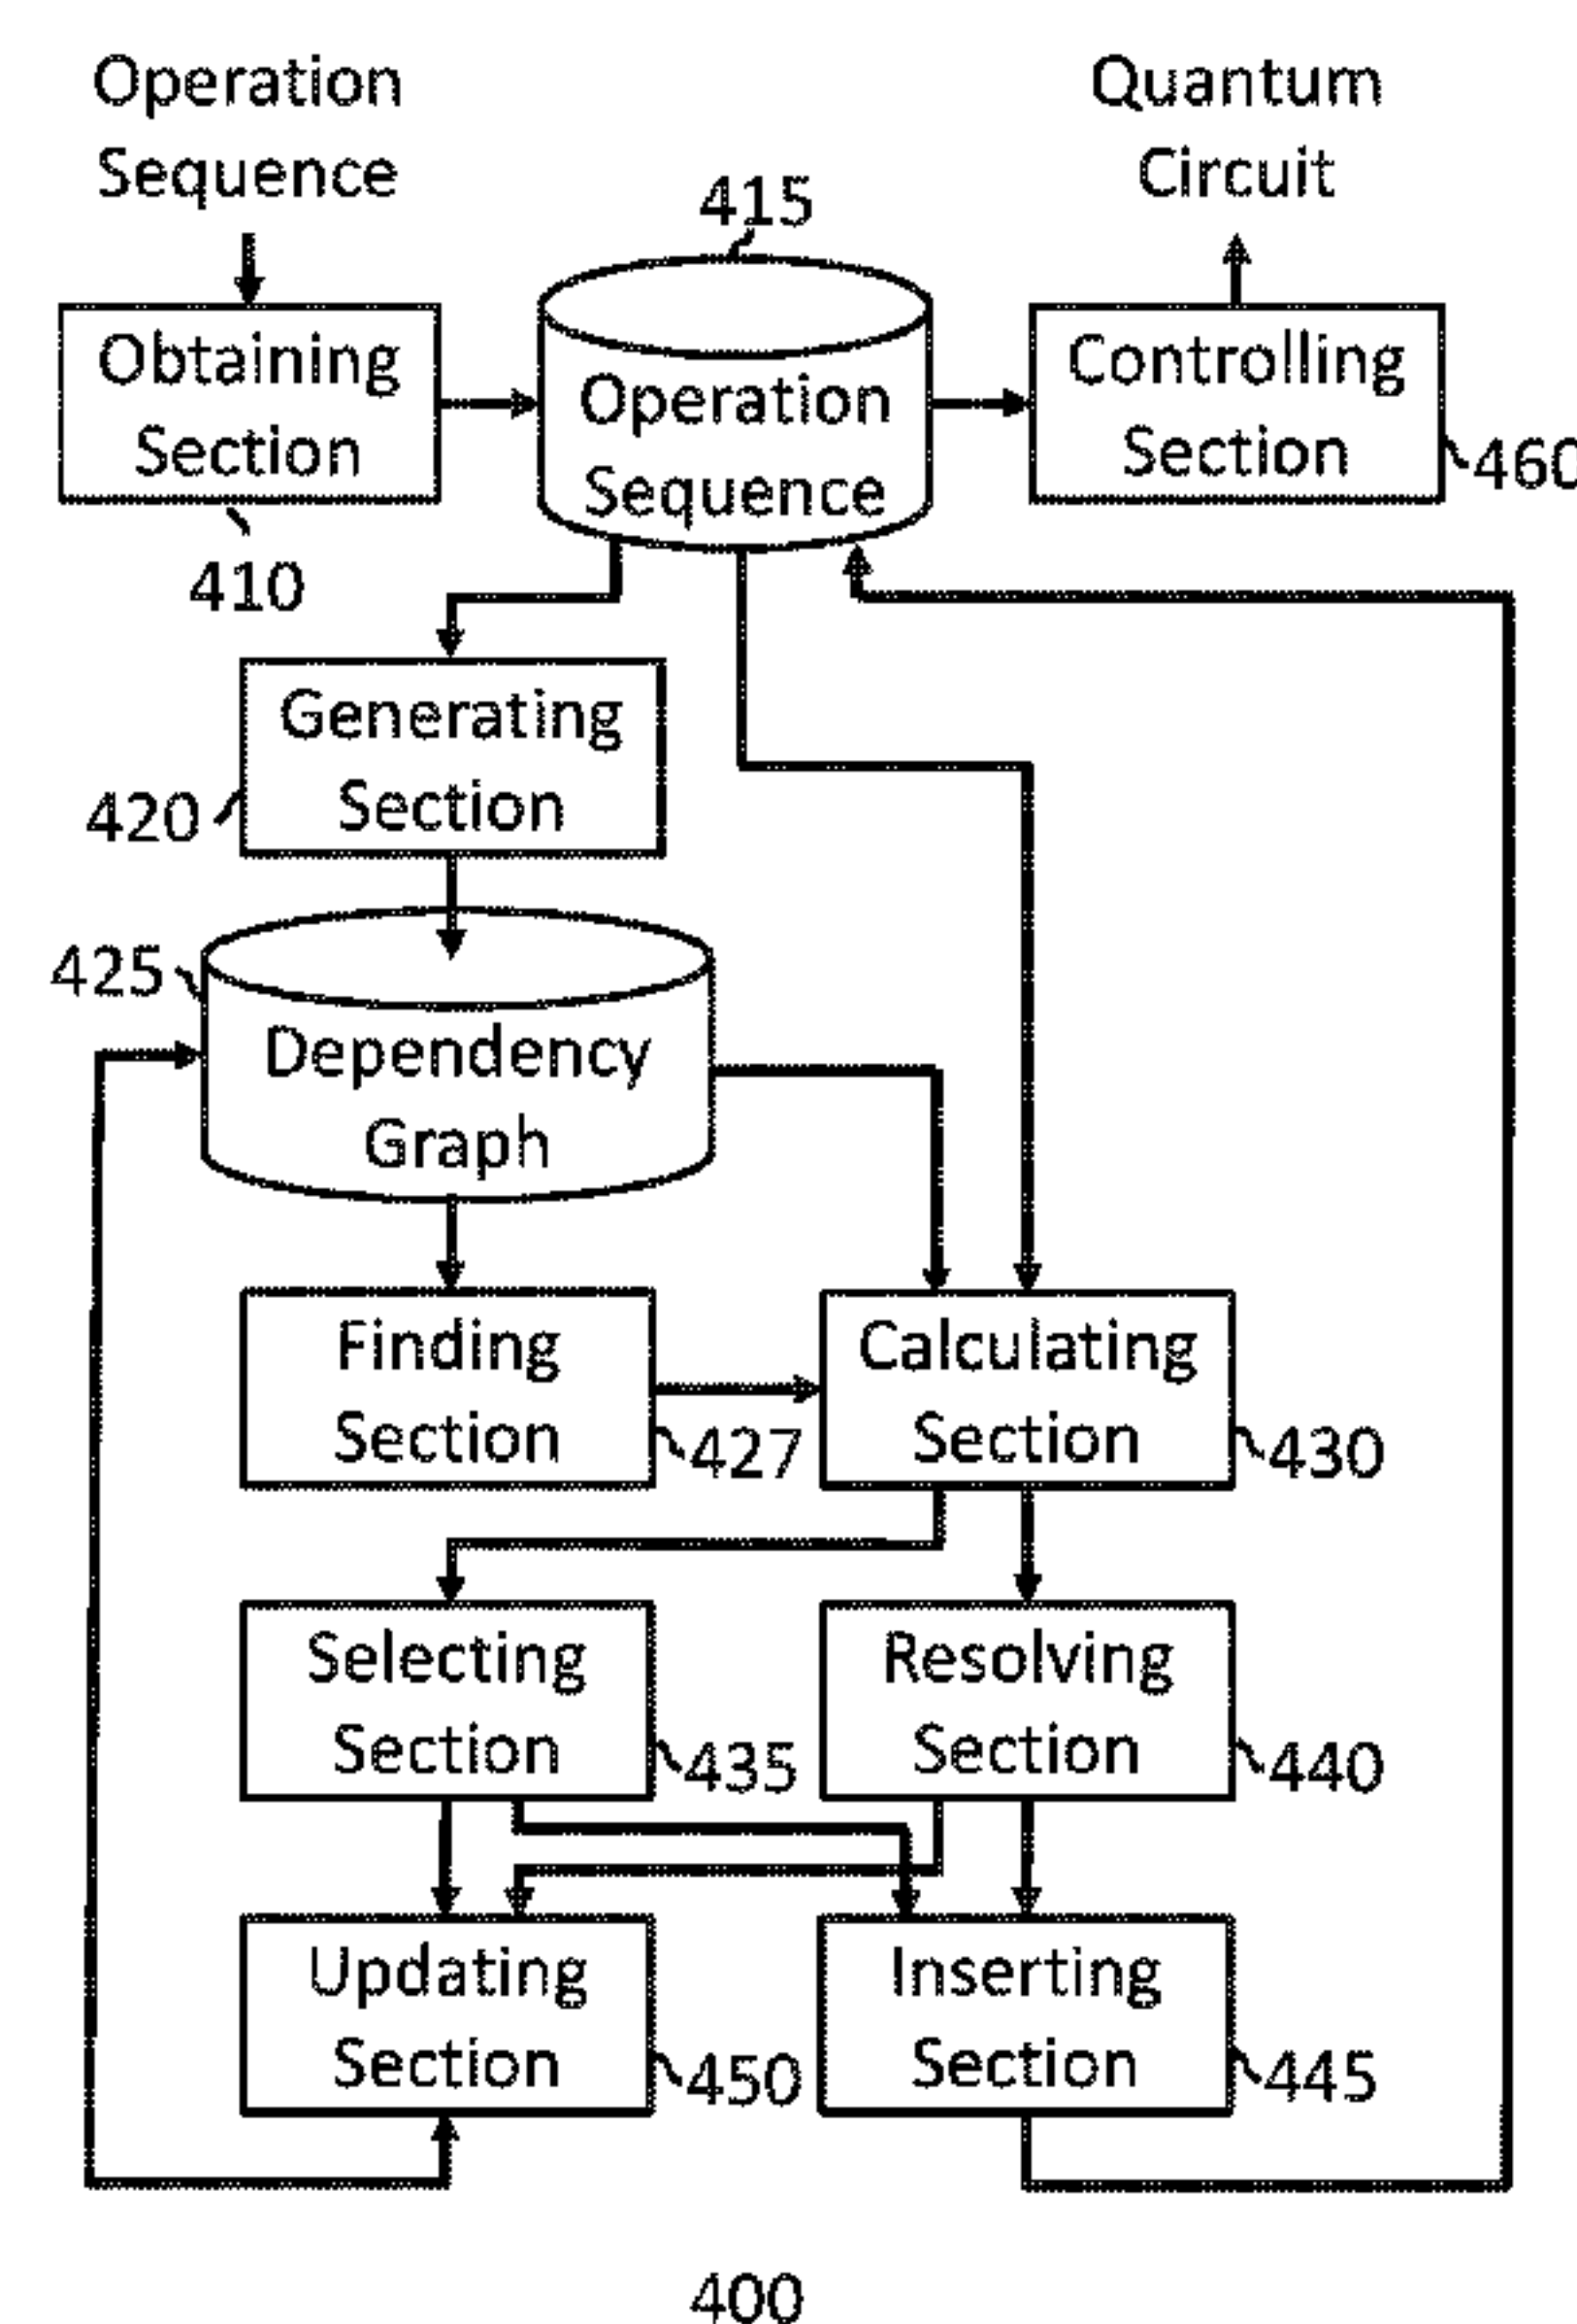 Operation
Sequence
Quantum
Circuit
415
Obtaining
Section
410
Operation
Sequence
Controlling
Section
460
Generating
Section
420
425
Dependency
Graph
Finding
Section
427
Calculating
Section
430
Selecting
Section
435
Resolving
Section
440
Updating
Section
450
Inserting
Section
445
400